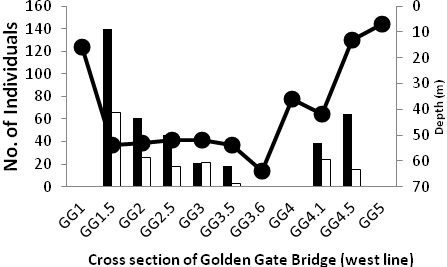 160
140
120
100
80
60
40
20
0
No. of Individuals
0
10
20
30
40
50
60
70
Depth (m)
GG1
GG1.5
GG2
GG2.5
GG3
GG3.5
GG3.6
GG4
GG4.1
GG4.5
GG5
Cross section of Golden Gate Bridge (west line)